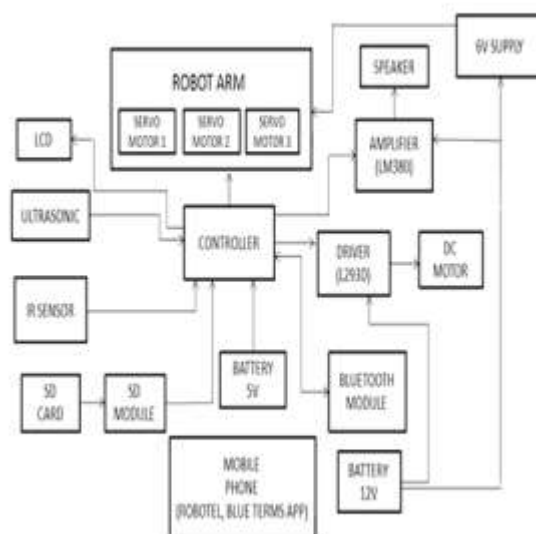 6V SUPPLY
SPEAKER
ROBOT ARM
SERVO
MOTOR 1
SERVO
MOTOR 2
SERVO
MOTOR 3
LCD
AMPLIFIER
(LM380)
ULTRASONIC
CONTROLLER
DRIVER
(L293D)
DC
MOTOR
IR SENSOR
SD
CARD
SD
MODULE
BATTERY
5V
BLUETOOTH
MODULE
MOBILE
PHONE
(ROBOTEL, BLUE TERMS APP)
BATTERY
12V